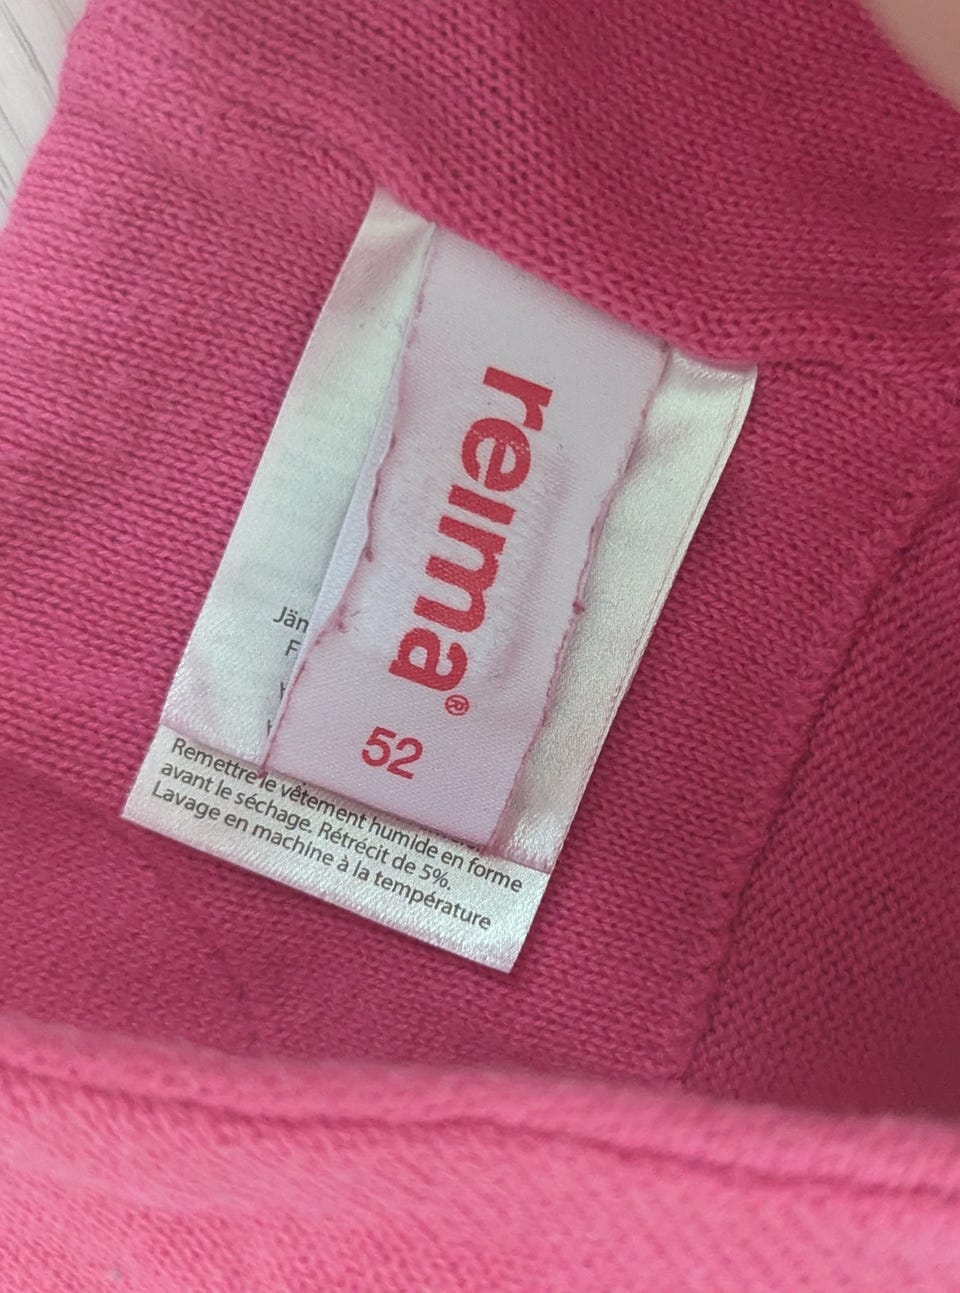 reima®
52
Jän
F
Remettre le vêtement humide en forme
avant le séchage. Rétrécit de 5%.
Lavage en machine à la température